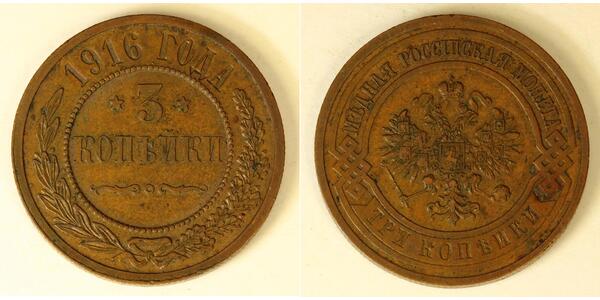 1916 ГОДА
3
КОПѢЙКИ
МѢДНАЯ РОССІЙСКАЯ МОНЕТА
ТРИ КОПѢЙКИ